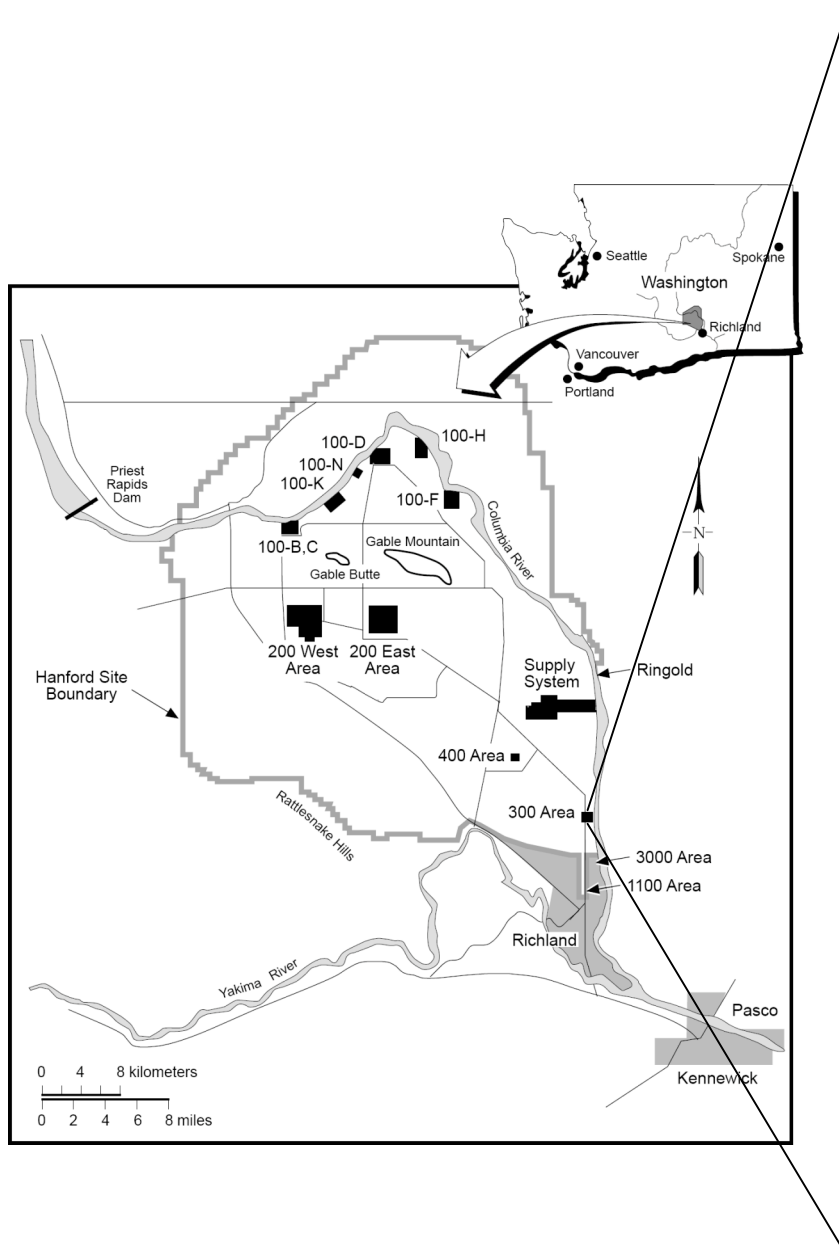 Seattle
Spokane
Washington
Richland
Vancouver
Portland
100-H
100-D
100-N
100-K
Priest
Rapids
Dam
100-F
Columbia River
100-B,C
Gable Mountain
Gable Butte
N
200 West
Area
200 East
Area
Supply
System
Ringold
Hanford Site
Boundary
400 Area
300 Area
Rattlesnake Hills
3000 Area
1100 Area
Richland
Yakima River
Pasco
Kennewick
0 4 8 kilometers
0 2 4 6 8 miles